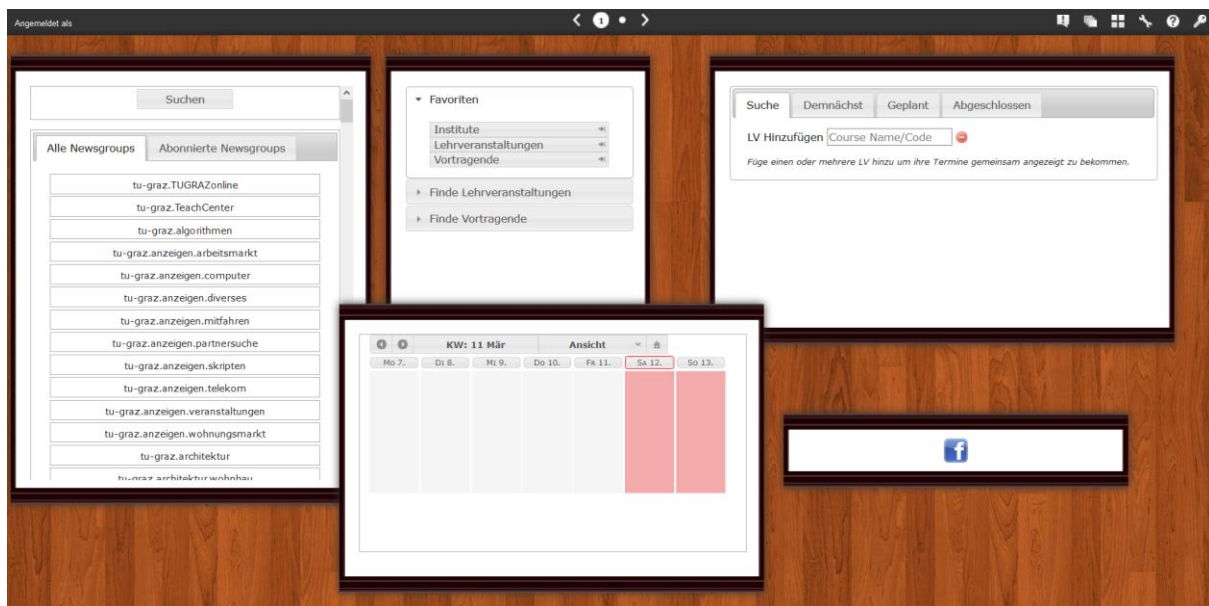 Angemeldet als
1
Suchen
Alle Newsgroups Abonnierte Newsgroups
tu-graz.TUGRAZonline
tu-graz.TeachCenter
tu-graz.algorithmen
tu-graz.anzeigen.arbeitsmarkt
tu-graz.anzeigen.computer
tu-graz.anzeigen.diverses
tu-graz.anzeigen.mitfahren
tu-graz.anzeigen.partnersuche
tu-graz.anzeigen.skripten
tu-graz.anzeigen.telekom
tu-graz.anzeigen.veranstaltungen
tu-graz.anzeigen.wohnungsmarkt
tu-graz.architektur
tu-graz.architektur.wohnbau
Favoriten
Institute
Lehrveranstaltungen
Vortragende
Finde Lehrveranstaltungen
Finde Vortragende
Suche Demnächst Geplant Abgeschlossen
LV Hinzufügen Course Name/Code
Füge einen oder mehrere LV hinzu um ihre Termine gemeinsam angezeigt zu bekommen.
KW: 11 Mär Ansicht
Mo 7. Di 8. Mi 9. Do 10. Fr 11. Sa 12. So 13.
f